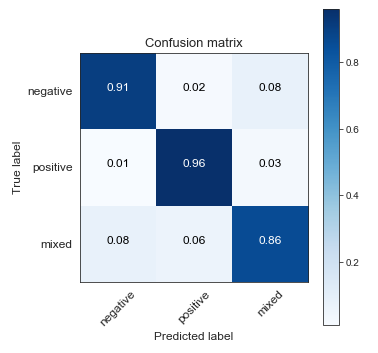 Confusion matrix
True label
negative 0.91 0.02 0.08
positive 0.01 0.96 0.03
mixed 0.08 0.06 0.86
negative positive mixed
Predicted label
0.8
0.6
0.4
0.2